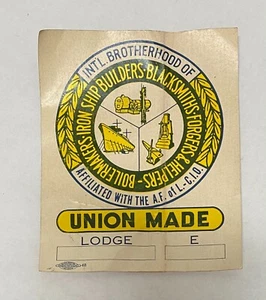 INT'L. BROTHERHOOD OF
BOILERMAKERS·IRON SHIP BUILDERS·BLACKSMITHS·FORGERS & HELPERS·
AFFILIATED WITH THE A.F. of L.-C.I.O.
UNION MADE
LODGE E